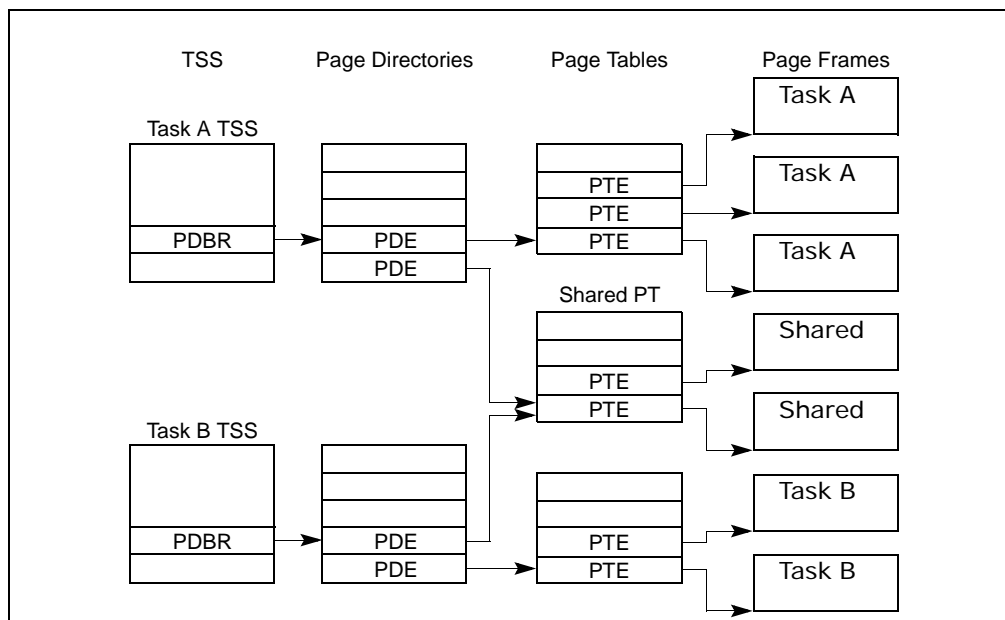 TSS Page Directories Page Tables Page Frames
Task A
Task A TSS
PTE
Task A
PTE
PDBR PDE PTE
Task A
PDE
Shared PT
Shared
PTE
PTE
Shared
Task B TSS
Task B
PDBR PDE PTE
PDE PTE
Task B